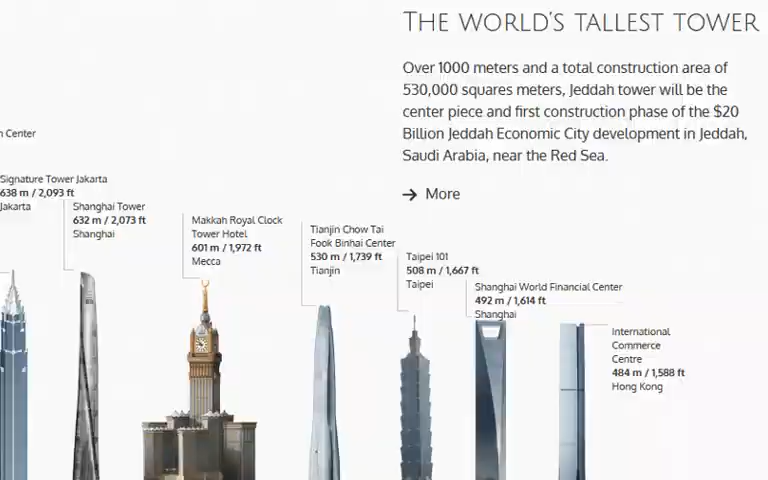 THE WORLD'S TALLEST TOWER
Over 1000 meters and a total construction area of
530,000 squares meters, Jeddah tower will be the
center piece and first construction phase of the $20
Billion Jeddah Economic City development in Jeddah,
Saudi Arabia, near the Red Sea.
→ More
Center
Signature Tower Jakarta
638 m / 2,093 ft
Jakarta
Shanghai Tower
632 m / 2,073 ft
Shanghai
Makkah Royal Clock
Tower Hotel
601 m / 1,972 ft
Mecca
Tianjin Chow Tai
Fook Binhai Center
530 m / 1,739 ft
Tianjin
Taipei 101
508 m / 1,667 ft
Taipei
Shanghai World Financial Center
492 m / 1,614 ft
Shanghai
International
Commerce
Centre
484 m / 1,588 ft
Hong Kong